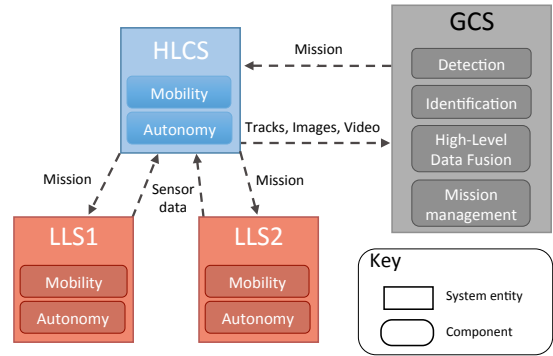 HLCS
Mobility
Autonomy
Mission
Tracks, Images, Video
GCS
Detection
Identification
High-Level
Data Fusion
Mission
management
Mission
Sensor
data
Mission
LLS1
Mobility
Autonomy
LLS2
Mobility
Autonomy
Key
System entity
Component